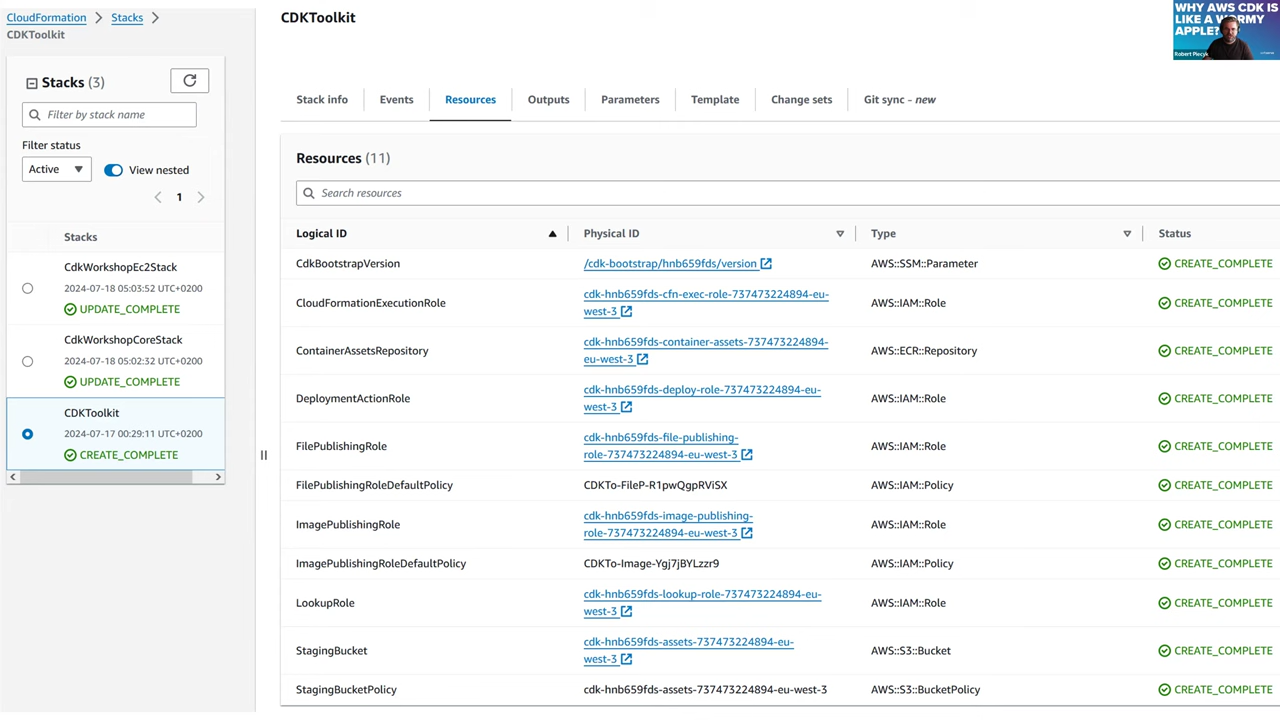 CloudFormation > Stacks >
CDKToolkit
Stacks (3)
Filter by stack name
Filter status
Active
View nested
1
Stacks
CdkWorkshopEc2Stack
2024-07-18 05:03:52 UTC+0200
UPDATE_COMPLETE
CdkWorkshopCoreStack
2024-07-18 05:02:32 UTC+0200
UPDATE_COMPLETE
CDKToolkit
2024-07-17 00:29:11 UTC+0200
CREATE_COMPLETE
CDKToolkit
Stack info Events Resources Outputs Parameters Template Change sets Git sync - new
Resources (11)
Search resources
Logical ID Physical ID Type Status
CdkBootstrapVersion /cdk-bootstrap/hnb659fds/version AWS::SSM::Parameter CREATE_COMPLETE
CloudFormationExecutionRole cdk-hnb659fds-cfn-exec-role-737473224894-eu-
west-3 AWS::IAM::Role CREATE_COMPLETE
ContainerAssetsRepository cdk-hnb659fds-container-assets-737473224894-
eu-west-3 AWS::ECR::Repository CREATE_COMPLETE
DeploymentActionRole cdk-hnb659fds-deploy-role-737473224894-eu-
west-3 AWS::IAM::Role CREATE_COMPLETE
FilePublishingRole cdk-hnb659fds-file-publishing-
role-737473224894-eu-west-3 AWS::IAM::Role CREATE_COMPLETE
FilePublishingRoleDefaultPolicy CDKTo-FileP-R1pwQgpRViSX AWS::IAM::Policy CREATE_COMPLETE
ImagePublishingRole cdk-hnb659fds-image-publishing-
role-737473224894-eu-west-3 AWS::IAM::Role CREATE_COMPLETE
ImagePublishingRoleDefaultPolicy CDKTo-Image-Ygj7jBYLzzr9 AWS::IAM::Policy CREATE_COMPLETE
LookupRole cdk-hnb659fds-lookup-role-737473224894-eu-
west-3 AWS::IAM::Role CREATE_COMPLETE
StagingBucket cdk-hnb659fds-assets-737473224894-eu-
west-3 AWS::S3::Bucket CREATE_COMPLETE
StagingBucketPolicy cdk-hnb659fds-assets-737473224894-eu-west-3 AWS::S3::BucketPolicy CREATE_COMPLETE
WHY AWS CDK IS
LIKE A WORMY
APPLE?
Robert